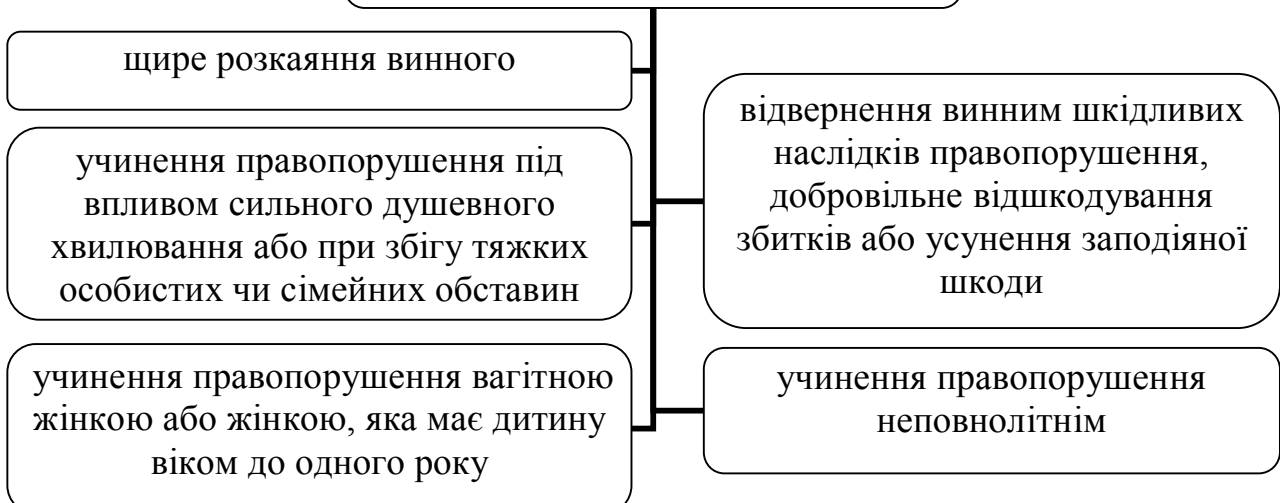 щире розкаяння винного
учинення правопорушення під
впливом сильного душевного
хвилювання або при збігу тяжких
особистих чи сімейних обставин
учинення правопорушення вагітною
жінкою або жінкою, яка має дитину
віком до одного року
відвернення винним шкідливих
наслідків правопорушення,
добровільне відшкодування
збитків або усунення заподіяної
шкоди
учинення правопорушення
неповнолітнім